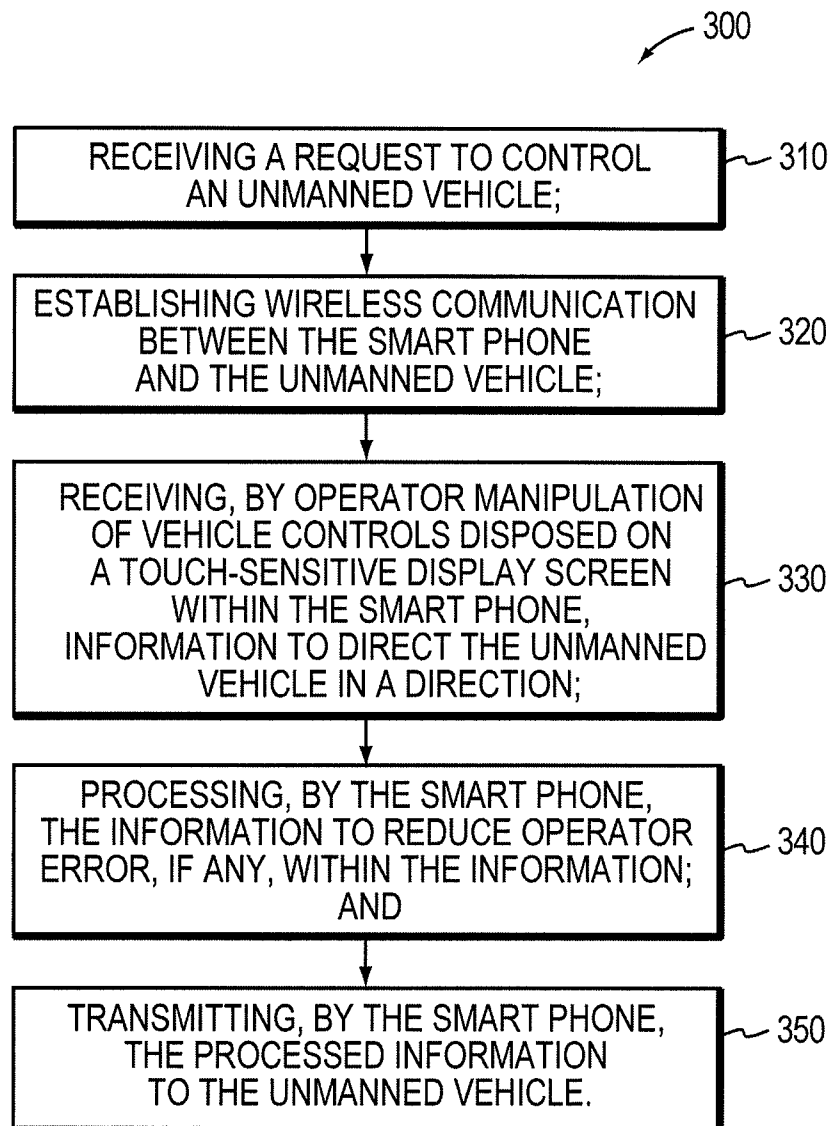 300
RECEIVING A REQUEST TO CONTROL
AN UNMANNED VEHICLE;
310
ESTABLISHING WIRELESS COMMUNICATION
BETWEEN THE SMART PHONE
AND THE UNMANNED VEHICLE;
320
RECEIVING, BY OPERATOR MANIPULATION
OF VEHICLE CONTROLS DISPOSED ON
A TOUCH-SENSITIVE DISPLAY SCREEN
WITHIN THE SMART PHONE,
INFORMATION TO DIRECT THE UNMANNED
VEHICLE IN A DIRECTION;
330
PROCESSING, BY THE SMART PHONE,
THE INFORMATION TO REDUCE OPERATOR
ERROR, IF ANY, WITHIN THE INFORMATION;
AND
340
TRANSMITTING, BY THE SMART PHONE,
THE PROCESSED INFORMATION
TO THE UNMANNED VEHICLE.
350